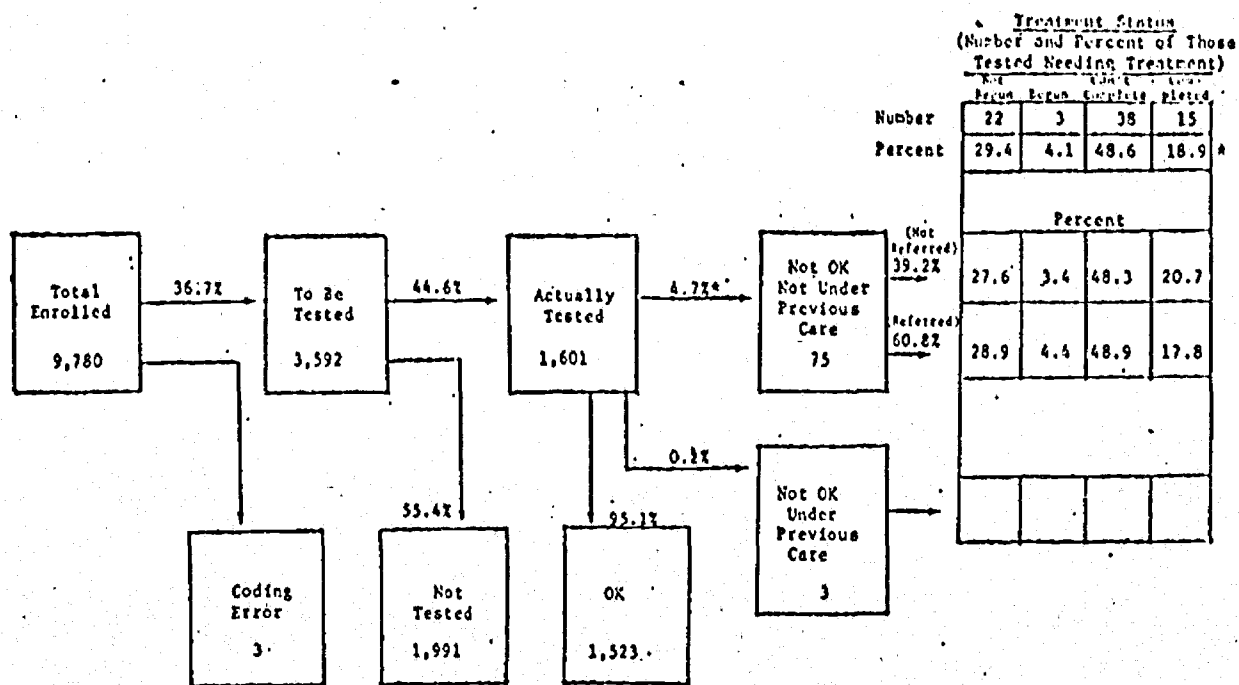 Treatment Status
(Number and Percent of Those
Tested Needing Treatment)
Not Begun Begun Complete pleted
Number 22 3 38 15
Percent 29.4 4.1 48.6 18.9 *
Percent
(Not
Referred)
39.2%
27.6 3.4 48.3 20.7
(Referred)
60.8%
28.9 4.4 48.9 17.8
Total
Enrolled
9,780
36.7%
To Be
Tested
3,592
44.6%
Actually
Tested
1,601
4.7%*
Not OK
Not Under
Previous
Care
75
0.2%
Not OK
Under
Previous
Care
3
55.4%
95.1%
Coding
Error
3
Not
Tested
1,991
OK
1,523